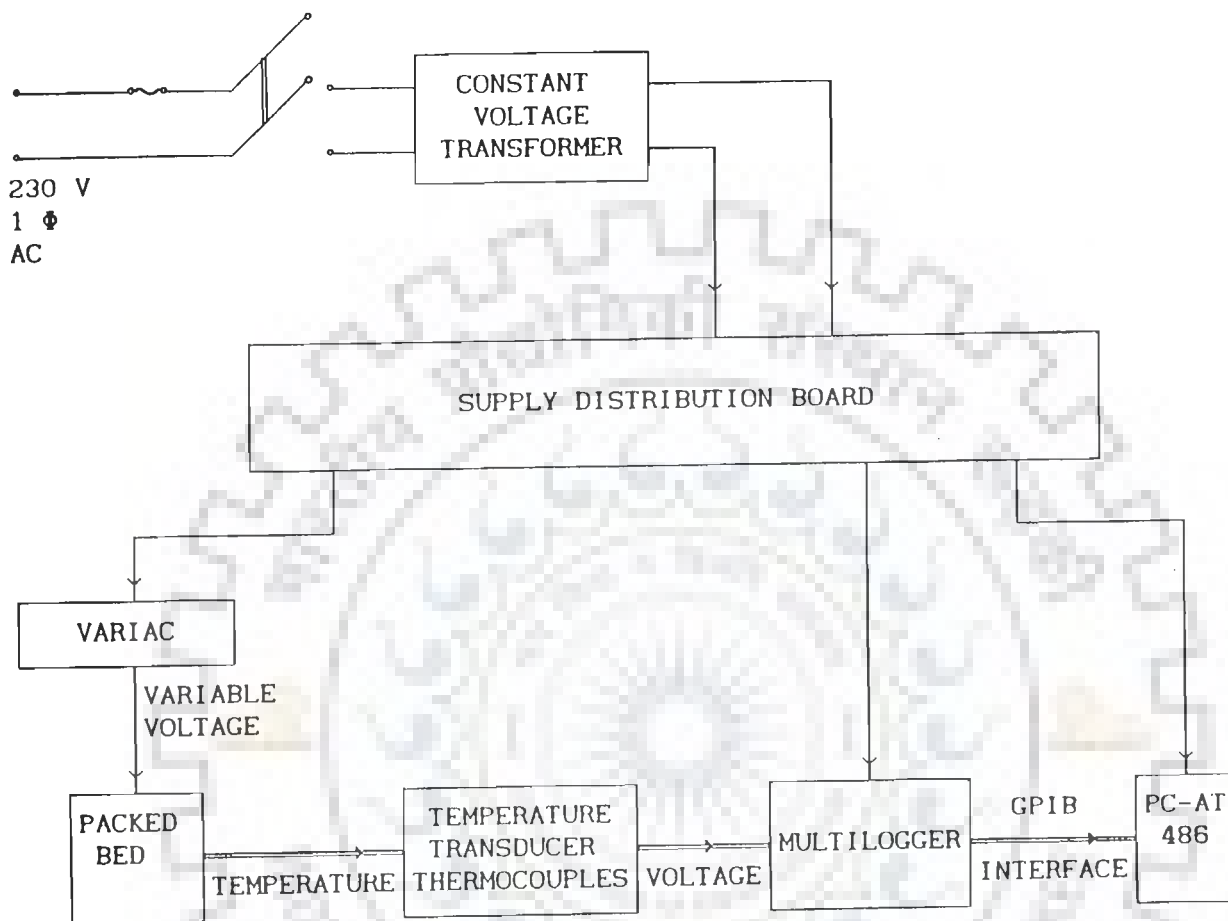 CONSTANT
VOLTAGE
TRANSFORMER
230 V
1 Φ
AC
SUPPLY DISTRIBUTION BOARD
VARIAC
VARIABLE
VOLTAGE
PACKED
BED
TEMPERATURE
TEMPERATURE
TRANSDUCER
THERMOCOUPLES
VOLTAGE
MULTILOGGER
GPIB
INTERFACE
PC-AT
486